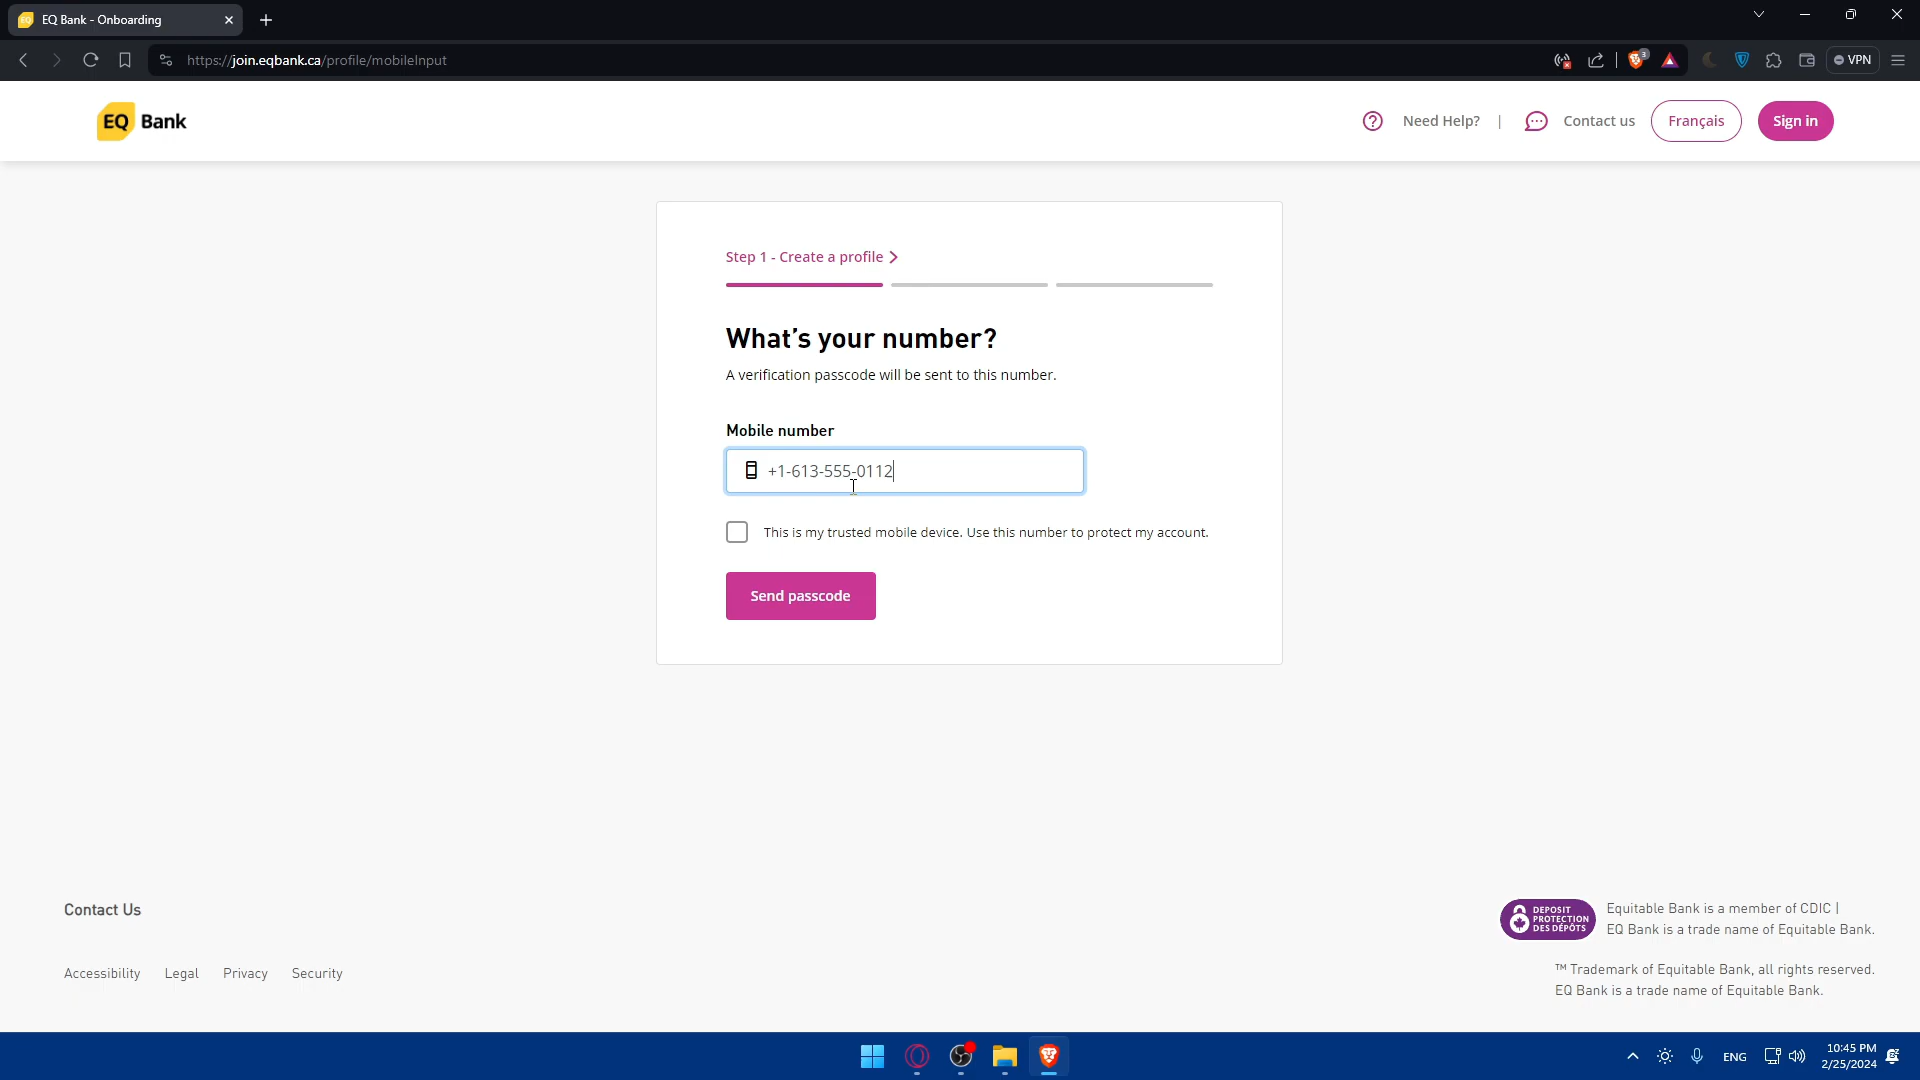 EQ Bank - Onboarding
https://join.eqbank.ca/profile/mobileInput
3
VPN
EQ Bank
Need Help? |
Contact us
Français
Sign in
Step 1 - Create a profile
What's your number?
A verification passcode will be sent to this number.
Mobile number
+1-613-555-0112
This is my trusted mobile device. Use this number to protect my account.
Send passcode
Contact Us
Accessibility
Legal
Privacy
Security
DEPOSIT
PROTECTION
DES DÉPÔTS
Equitable Bank is a member of CDIC |
EQ Bank is a trade name of Equitable Bank.
™ Trademark of Equitable Bank, all rights reserved.
EQ Bank is a trade name of Equitable Bank.
ENG
10:45 PM
2/25/2024